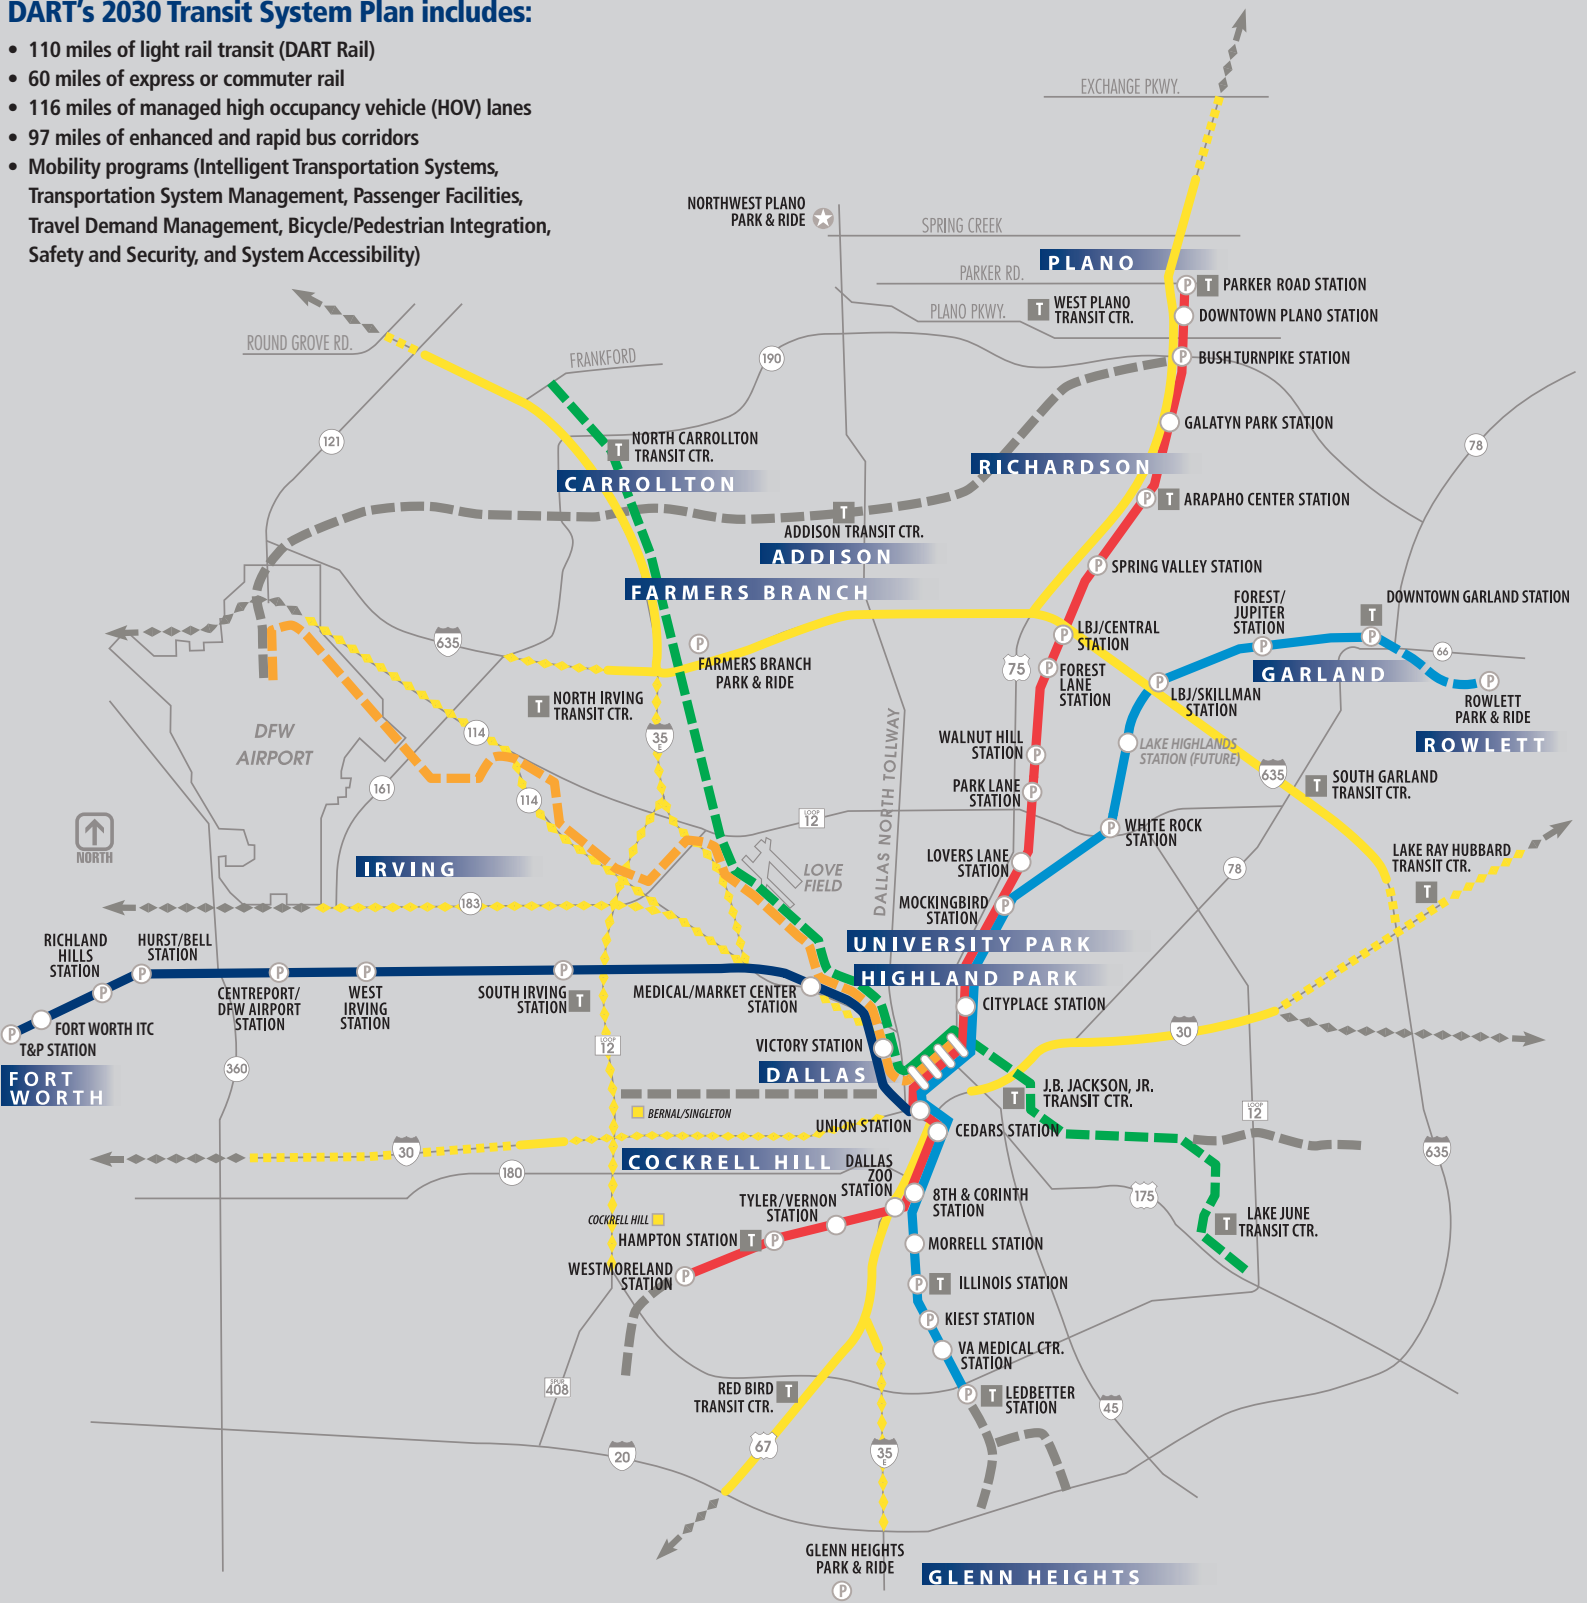 DART's 2030 Transit System Plan includes:
• 110 miles of light rail transit (DART Rail)
• 60 miles of express or commuter rail
• 116 miles of managed high occupancy vehicle (HOV) lanes
• 97 miles of enhanced and rapid bus corridors
• Mobility programs (Intelligent Transportation Systems,
Transportation System Management, Passenger Facilities,
Travel Demand Management, Bicycle/Pedestrian Integration,
Safety and Security, and System Accessibility)
EXCHANGE PKWY.
NORTHWEST PLANO
PARK & RIDE
SPRING CREEK
PLANO
PARKER RD.
P T PARKER ROAD STATION
T WEST PLANO
TRANSIT CTR.
PLANO PKWY.
DOWNTOWN PLANO STATION
ROUND GROVE RD.
FRANKFORD
190
P BUSH TURNPIKE STATION
121
GALATYN PARK STATION
78
T NORTH CARROLLTON
TRANSIT CTR.
CARROLLTON
RICHARDSON
P T ARAPAHO CENTER STATION
T
ADDISON TRANSIT CTR.
ADDISON
P SPRING VALLEY STATION
FARMERS BRANCH
FOREST/
JUPITER
STATION
P
T
DOWNTOWN GARLAND STATION
P
635
P
FARMERS BRANCH
PARK & RIDE
P LBJ/CENTRAL
STATION
66
75
P FOREST
LANE
STATION
GARLAND
P
LBJ/SKILLMAN
STATION
P
ROWLETT
PARK & RIDE
ROWLETT
T NORTH IRVING
TRANSIT CTR.
DFW
AIRPORT
114
35
E
DALLAS NORTH TOLLWAY
WALNUT HILL
STATION
P
LAKE HIGHLANDS
STATION (FUTURE)
635
T SOUTH GARLAND
TRANSIT CTR.
161
114
PARK LANE
STATION
P
LOOP
12
NORTH
P WHITE ROCK
STATION
LAKE RAY HUBBARD
TRANSIT CTR.
T
IRVING
LOVE
FIELD
LOVERS LANE
STATION
78
183
MOCKINGBIRD
STATION
P
UNIVERSITY PARK
RICHLAND
HILLS
STATION
P
HURST/BELL
STATION
P
HIGHLAND PARK
P
CENTREPORT/
DFW AIRPORT
STATION
P
WEST
IRVING
STATION
P
SOUTH IRVING
STATION
T
MEDICAL/MARKET CENTER
STATION
CITYPLACE STATION
FORT WORTH ITC
P
T&P STATION
LOOP
12
VICTORY STATION
30
FORT
WORTH
360
DALLAS
T J.B. JACKSON, JR.
TRANSIT CTR.
BERNAL/SINGLETON
LOOP
12
UNION STATION
CEDARS STATION
30
635
COCKRELL HILL
180
DALLAS
ZOO
STATION
175
8TH & CORINTH
STATION
TYLER/VERNON
STATION
COCKRELL HILL
T LAKE JUNE
TRANSIT CTR.
HAMPTON STATION T P
MORRELL STATION
WESTMORELAND
STATION
P
P T ILLINOIS STATION
P KIEST STATION
VA MEDICAL CTR.
STATION
SPUR
408
RED BIRD
TRANSIT CTR.
T
P T LEDBETTER
STATION
45
20
67
35
E
GLENN HEIGHTS
PARK & RIDE
P
GLENN HEIGHTS